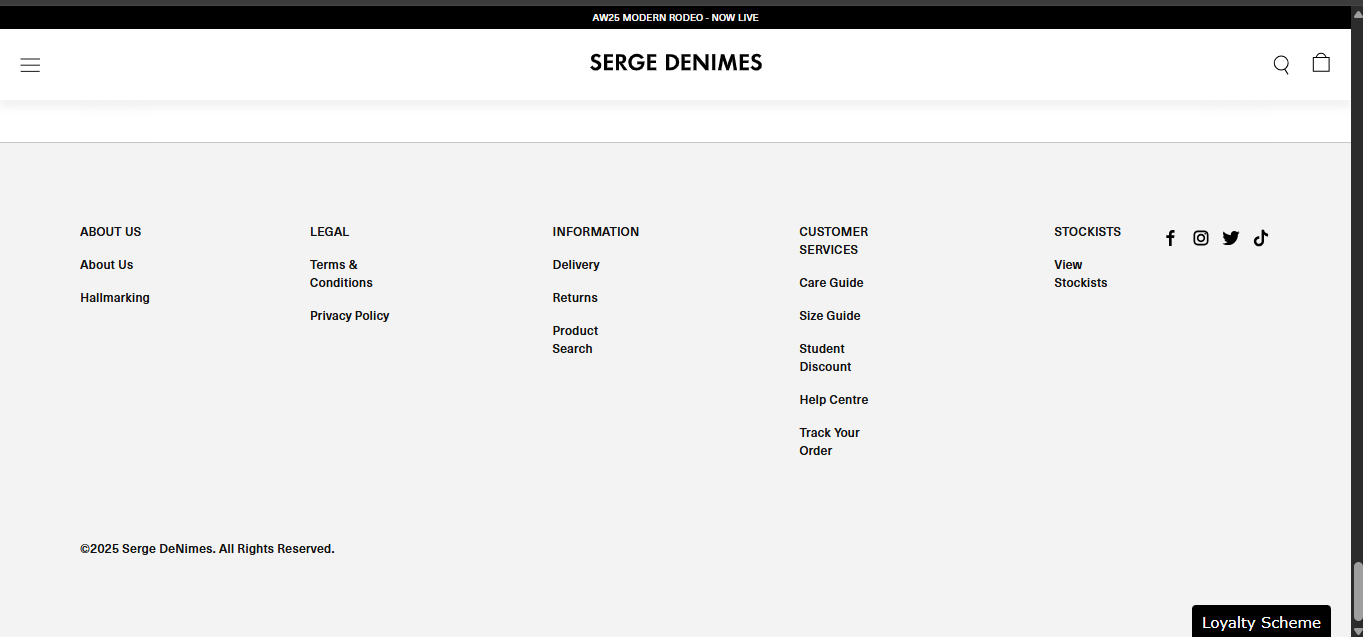 AW25 MODERN RODEO - NOW LIVE
SERGE DENIMES
ABOUT US
About Us
Hallmarking
LEGAL
Terms &
Conditions
Privacy Policy
INFORMATION
Delivery
Returns
Product
Search
CUSTOMER
SERVICES
Care Guide
Size Guide
Student
Discount
Help Centre
Track Your
Order
STOCKISTS
View
Stockists
©2025 Serge DeNimes. All Rights Reserved.
Loyalty Scheme